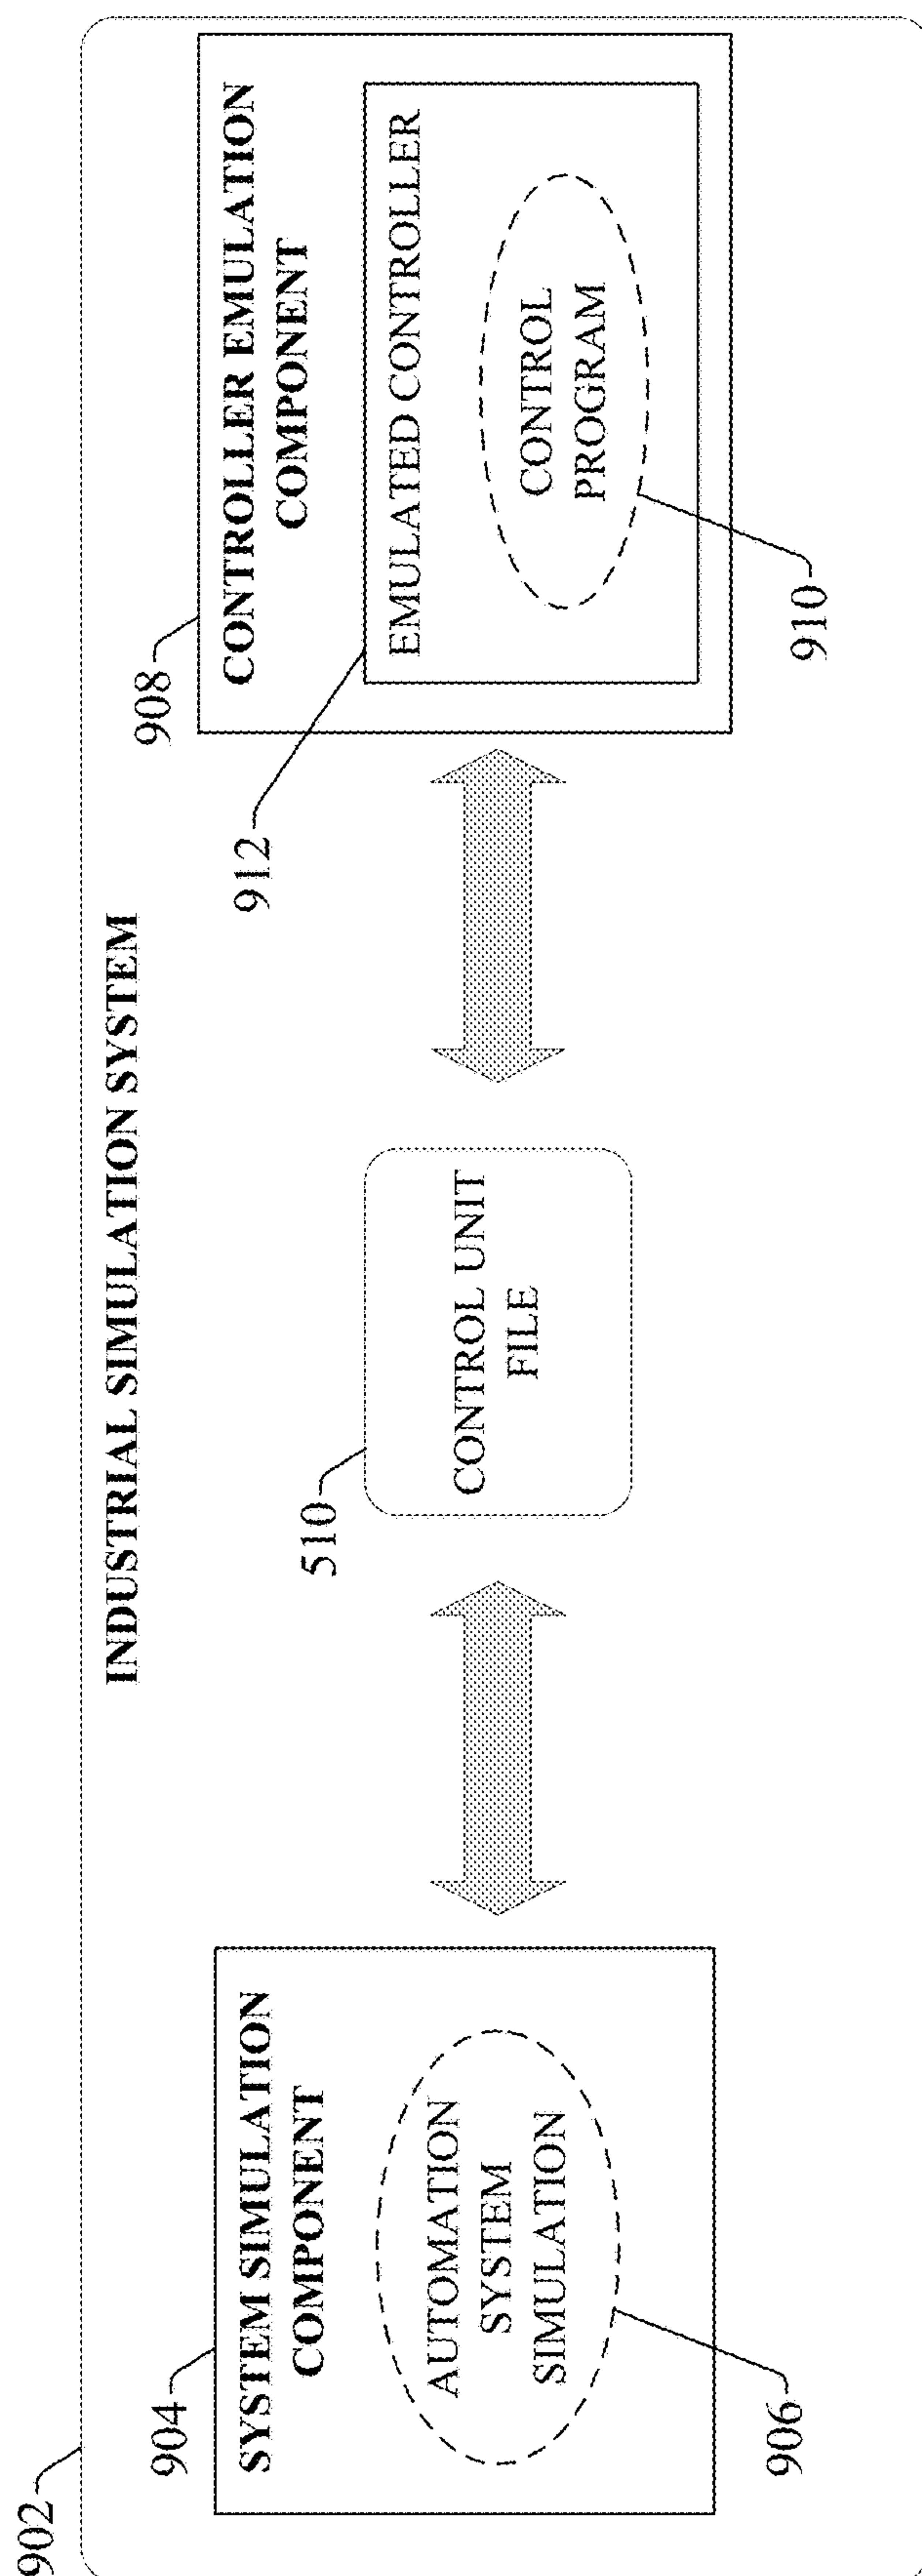 902
INDUSTRIAL SIMULATION SYSTEM
904
SYSTEM SIMULATION
COMPONENT
AUTOMATION
SYSTEM
SIMULATION
906
510
CONTROL UNIT
FILE
908
CONTROLLER EMULATION
COMPONENT
912
EMULATED CONTROLLER
CONTROL
PROGRAM
910